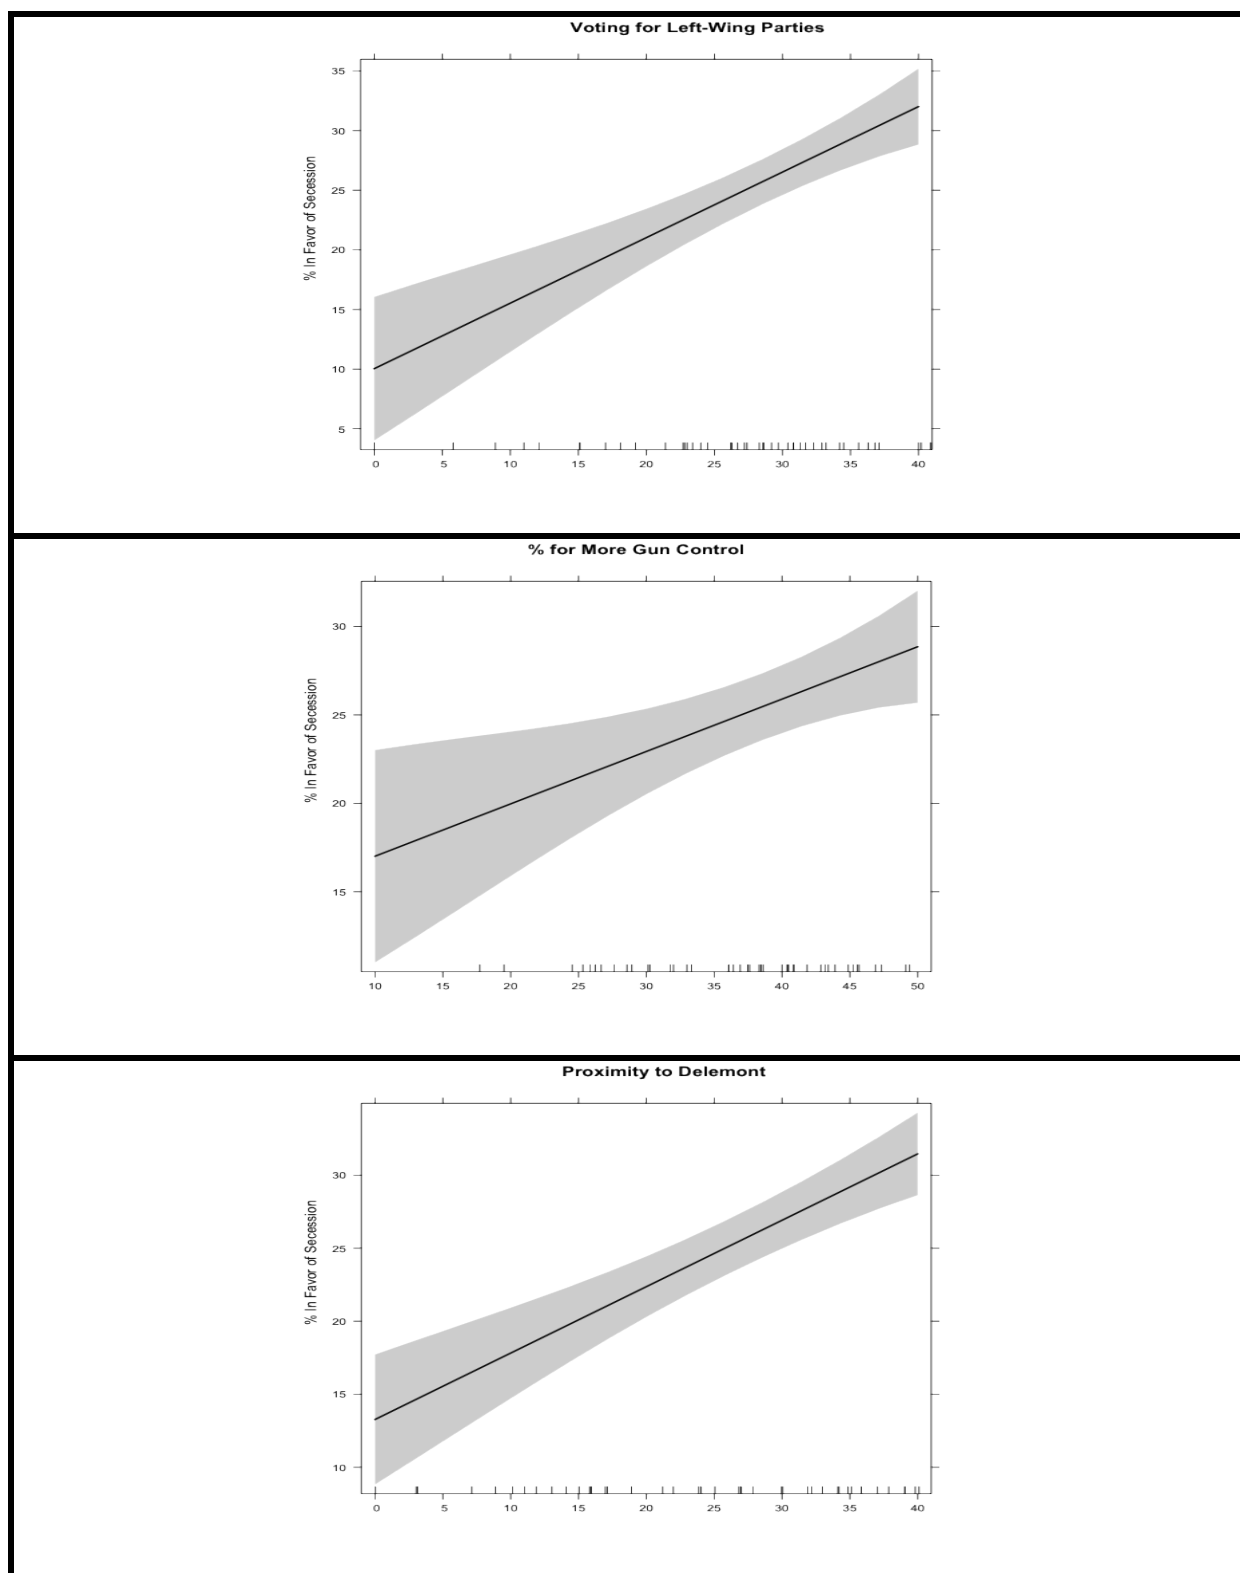 Voting for Left-Wing Parties
35
30
25
20
15
10
5
% In Favor of Secession
0 5 10 15 20 25 30 35 40
% for More Gun Control
30
25
20
15
% In Favor of Secession
10 15 20 25 30 35 40 45 50
Proximity to Delemont
30
25
20
15
10
% In Favor of Secession
0 5 10 15 20 25 30 35 40